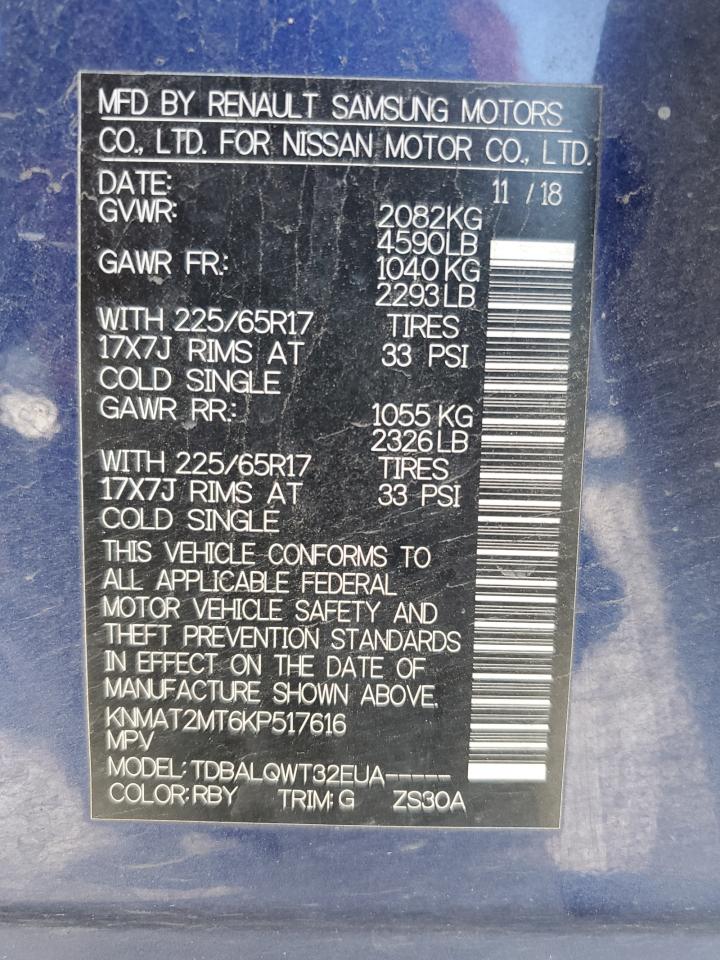 MFD BY RENAULT SAMSUNG MOTORS
CO., LTD. FOR NISSAN MOTOR CO., LTD.
DATE: 11 / 18
GVWR: 2082KG
4590LB
GAWR FR.: 1040 KG
2293 LB
WITH 225/65R17 TIRES
17X7J RIMS AT 33 PSI
COLD SINGLE
GAWR RR.: 1055 KG
2326 LB
WITH 225/65R17 TIRES
17X7J RIMS AT 33 PSI
COLD SINGLE
THIS VEHICLE CONFORMS TO
ALL APPLICABLE FEDERAL
MOTOR VEHICLE SAFETY AND
THEFT PREVENTION STANDARDS
IN EFFECT ON THE DATE OF
MANUFACTURE SHOWN ABOVE.
KNMAT2MT6KP517616
MPV
MODEL: TDBALQWT32EUA------
COLOR: RBY TRIM: G ZS30A